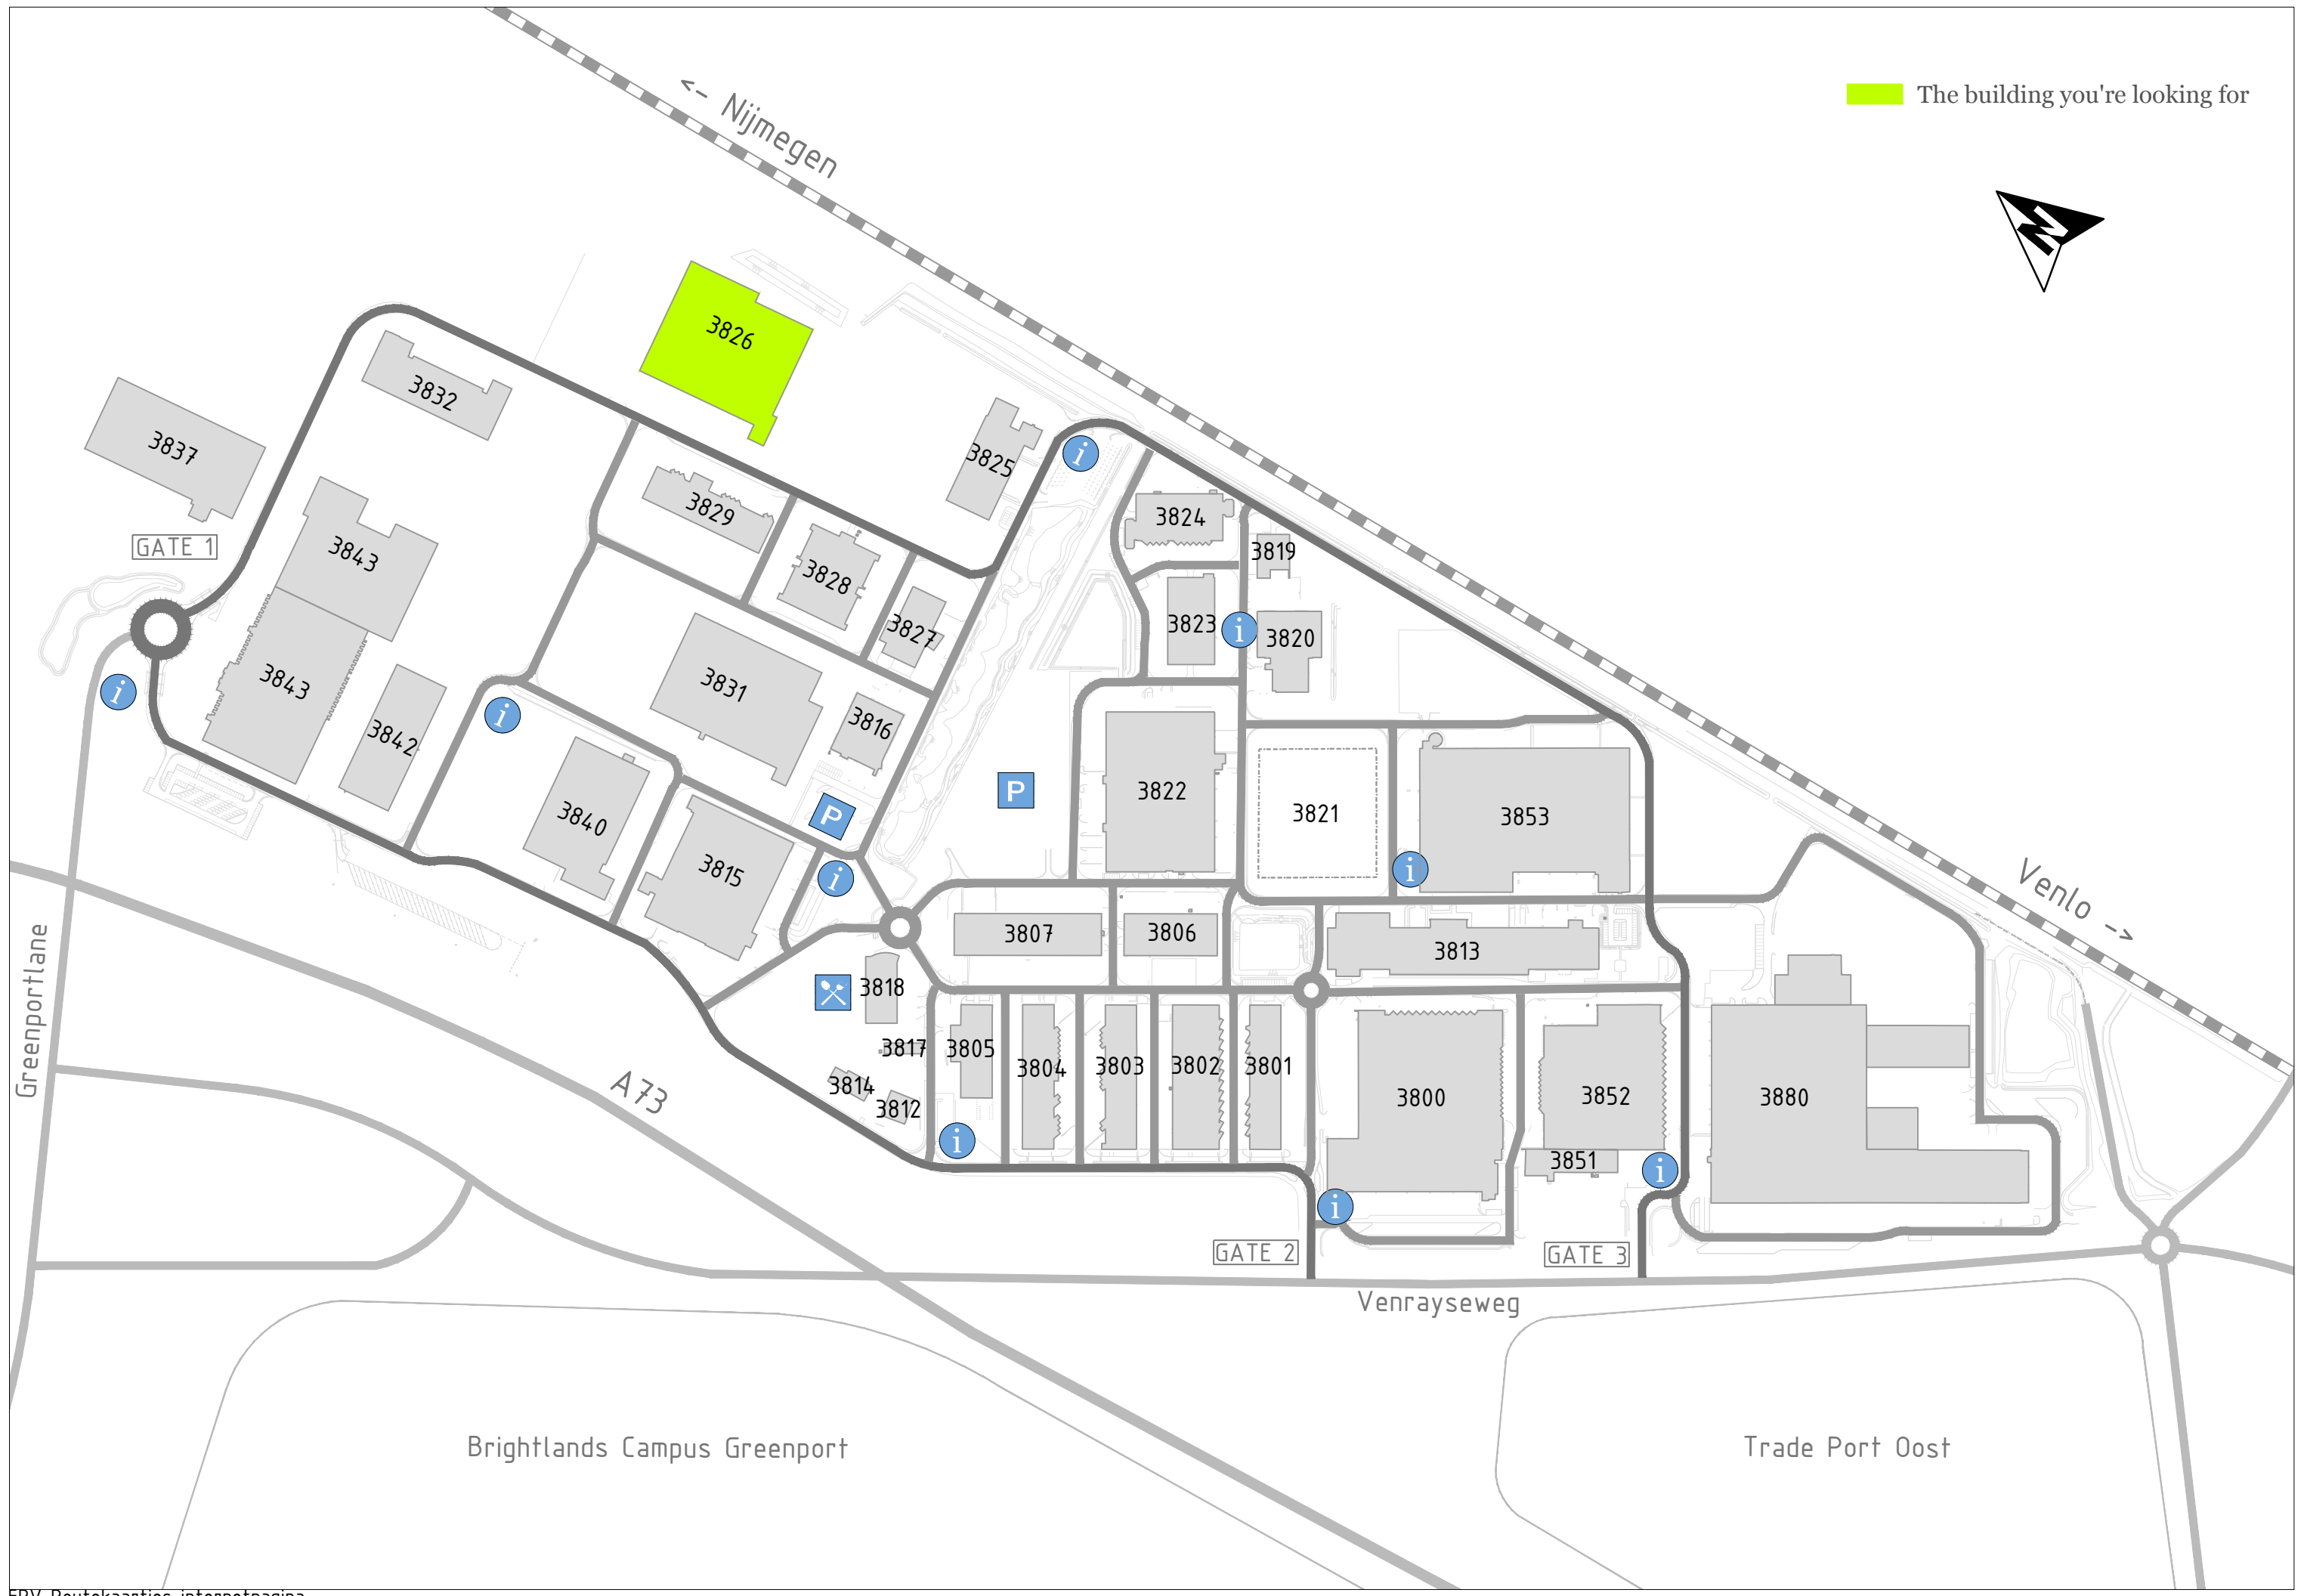 <- Nijmegen
The building you're looking for
N
3826
3832
3837
3825
3829
3824
3819
GATE 1
3843
3828
3823
3820
3827
3843
3831
3842
3816
i
i
i
i
3822
P
P
3821
3853
3840
3815
i
i
Venlo ->
3807
3806
3813
3818
Greenportlane
3817
3805
3804
3803
3802
3801
3800
3852
3880
A73
3814
3812
i
3851
i
i
GATE 2
GATE 3
Venrayseweg
Brightlands Campus Greenport
Trade Port Oost